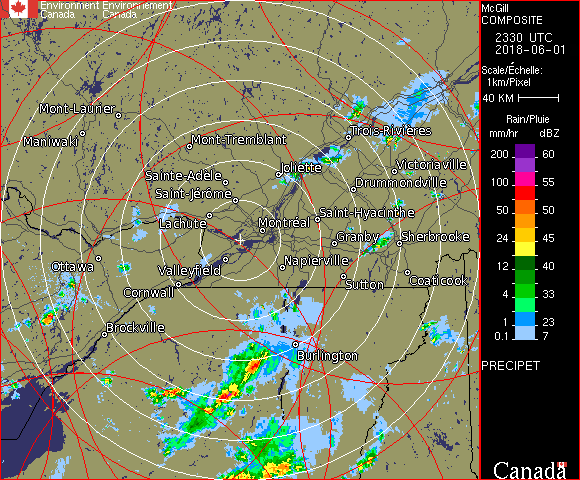 Environment Environnement
Canada Canada
McGill
COMPOSITE
2330 UTC
2018-06-01
Scale/Échelle:
1km/Pixel
40 KM
Rain/Pluie
mm/hr dBZ
200 60
100 55
50 50
24 45
12 40
4 33
1 23
0.1 7
PRECIPET
Mont-Laurier
Maniwaki
Mont-Tremblant
Trois-Rivières
Sainte-Adèle
Joliette
Victoriaville
Saint-Jérôme
Drummondville
Lachute
Montréal
Saint-Hyacinthe
Granby
Sherbrooke
Ottawa
Valleyfield
Napierville
Cornwall
Sutton
Coaticook
Brockville
Burlington
Canada